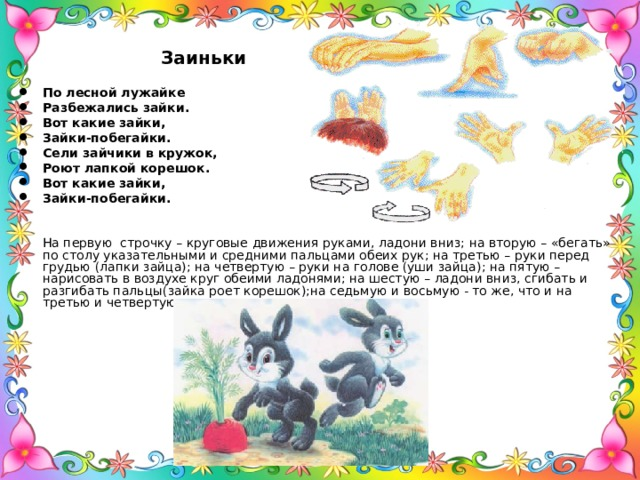 Заиньки
По лесной лужайке
Разбежались зайки.
Вот какие зайки,
Зайки-побегайки.
Сели зайчики в кружок,
Роют лапкой корешок.
Вот какие зайки,
Зайки-побегайки.
На первую строчку – круговые движения руками, ладони вниз; на вторую – «бегать»
по столу указательными и средними пальцами обеих рук; на третью – руки перед
грудью (лапки зайца); на четвертую – руки на голове (уши зайца); на пятую –
нарисовать в воздухе круг обеими ладонями; на шестую – ладони вниз, сгибать и
разгибать пальцы(зайка роет корешок);на седьмую и восьмую - то же, что и на
третью и четвертую